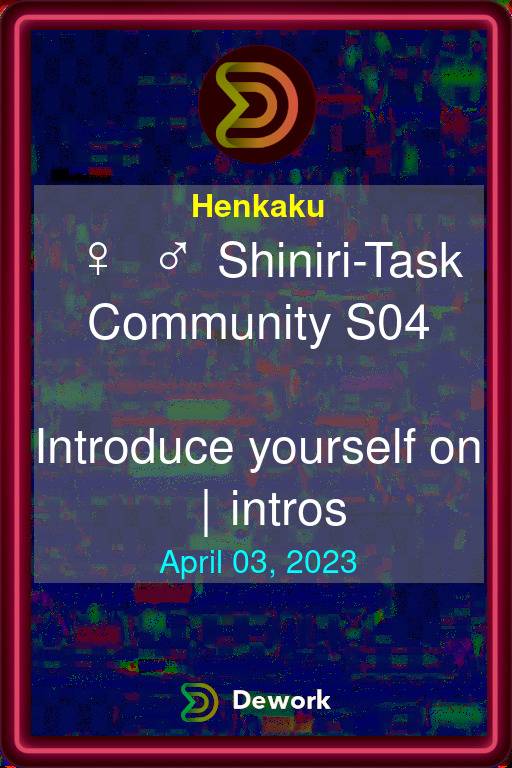 Henkaku
♀ ♂ Shiniri-Task
Community S04
Introduce yourself on
| intros
April 03, 2023
Dework